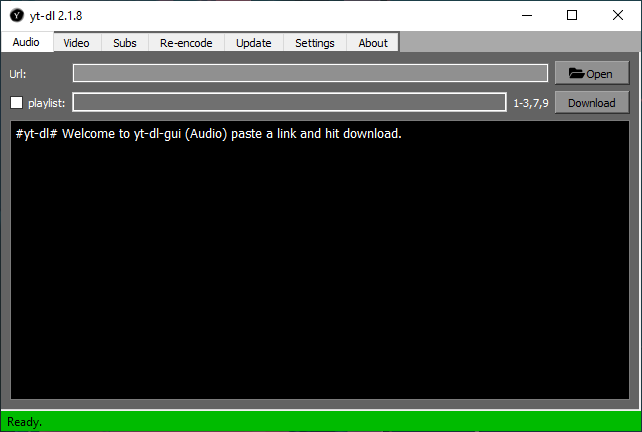 Y yt-dl 2.1.8
Audio Video Subs Re-encode Update Settings About
Url: Open
playlist: 1-3,7,9 Download
#yt-dl# Welcome to yt-dl-gui (Audio) paste a link and hit download.
Ready.